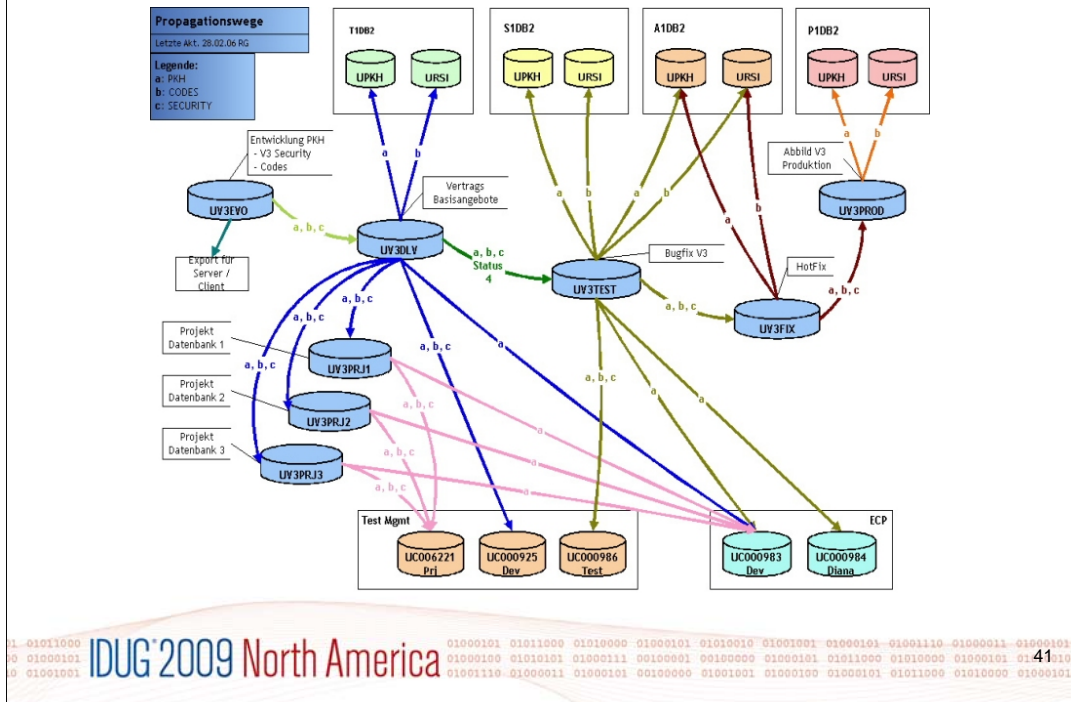 Propagationswege
Letzte Akt. 28.02.06 RG
Legende:
a: PKH
b: CODES
c: SECURITY
T1DB2
UPKH
URSI
S1DB2
UPKH
URSI
A1DB2
UPKH
URSI
P1DB2
UPKH
URSI
a
b
a
b
a
b
a
b
a
b
Entwicklung PKH
- V3 Security
- Codes
UV3EVO
a, b, c
Export für
Server /
Client
Vertrags
Basisangebote
UV3DLV
a, b, c
Status
4
Bugfix V3
UV3TEST
a, b, c
HotFix
UV3FIX
a, b, c
Abbild V3
Produktion
UV3PROD
a, b, c
a, b, c
a, b, c
a, b, c
a
Projekt
Datenbank 1
UV3PRJ1
Projekt
Datenbank 2
UV3PRJ2
Projekt
Datenbank 3
UV3PRJ3
a, b, c
a, b, c
a, b, c
a
a
a
a, b, c
a
a
Test Mgmt
UC006221
Pri
UC000925
Dev
UC000986
Test
ECP
UC000983
Dev
UC000984
Diana
IDUG® 2009 North America
41